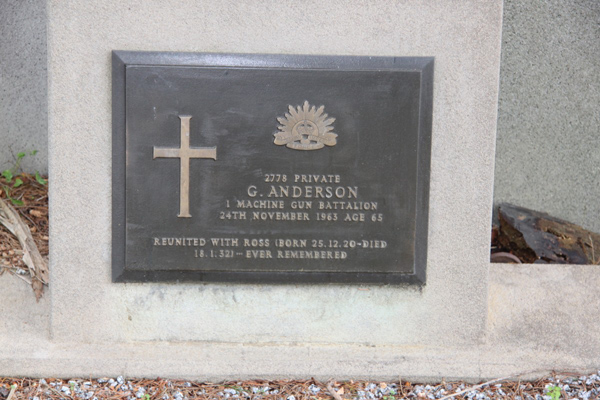 2778 PRIVATE
G. ANDERSON
1 MACHINE GUN BATTALION
24TH NOVEMBER 1963 AGE 65
REUNITED WITH ROSS (BORN 25.12.20-DIED
18.1.32) - EVER REMEMBERED